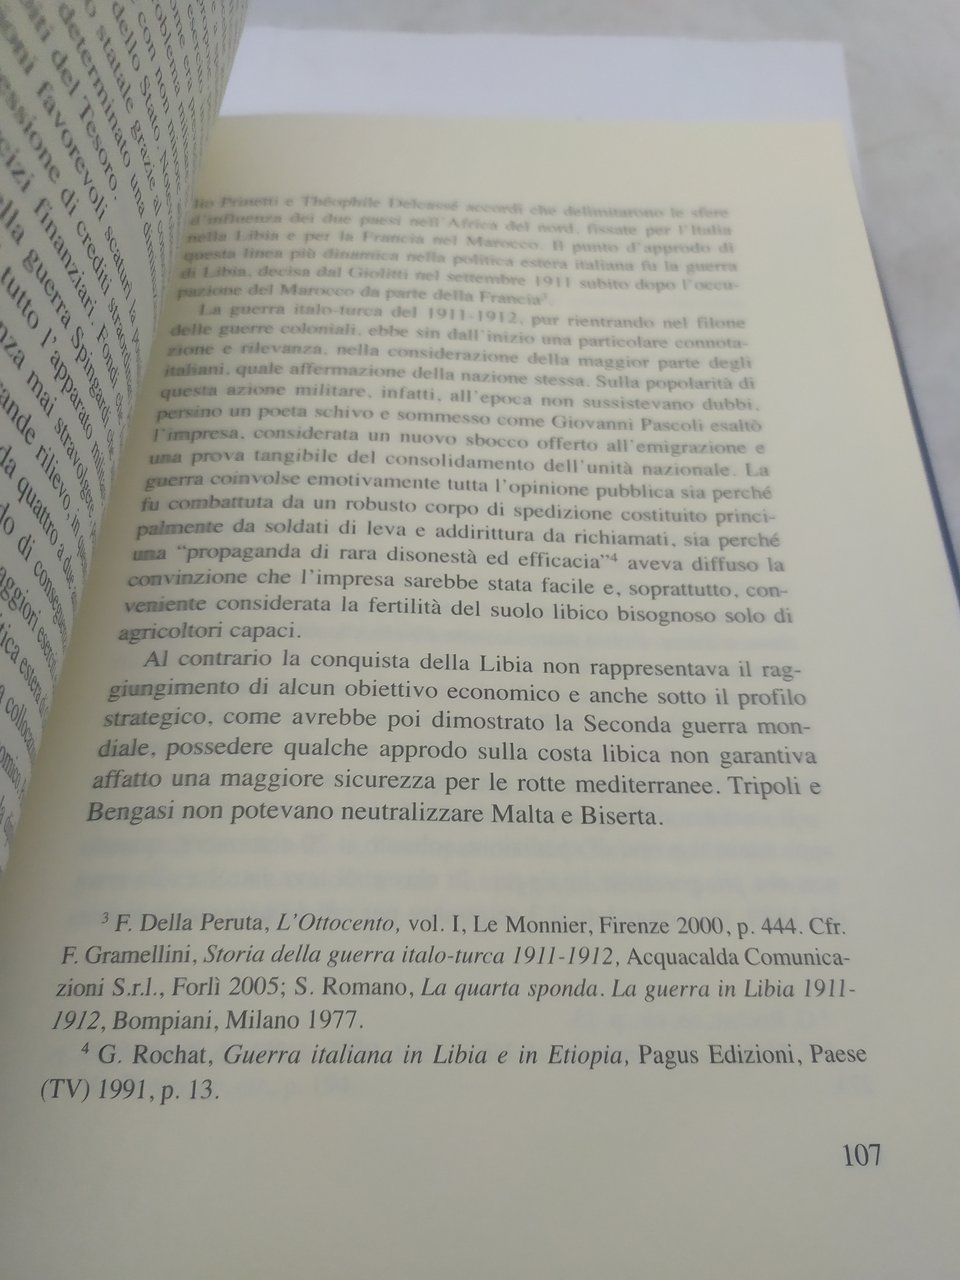 lio Prinetti e Théophile Delcassé accordi che delimitarono le sfere
d'influenza dei due paesi nell'Africa del nord, fissate per l'Italia
nella Libia e per la Francia nel Marocco. Il punto d'approdo di
questa linea più dinamica nella politica estera italiana fu la guerra
di Libia, decisa dal Giolitti nel settembre 1911 subito dopo l'occu-
pazione del Marocco da parte della Francia³.
La guerra italo-turca del 1911-1912, pur rientrando nel filone
delle guerre coloniali, ebbe sin dall'inizio una particolare connota-
zione e rilevanza, nella considerazione della maggior parte degli
italiani, quale affermazione della nazione stessa. Sulla popolarità di
questa azione militare, infatti, all'epoca non sussistevano dubbi,
persino un poeta schivo e sommesso come Giovanni Pascoli esaltò
l'impresa, considerata un nuovo sbocco offerto all'emigrazione e
una prova tangibile del consolidamento dell'unità nazionale. La
guerra coinvolse emotivamente tutta l'opinione pubblica sia perché
fu combattuta da un robusto corpo di spedizione costituito princi-
palmente da soldati di leva e addirittura da richiamati, sia perché
una “propaganda di rara disonestà ed efficacia”⁴ aveva diffuso la
convinzione che l'impresa sarebbe stata facile e, soprattutto, con-
veniente considerata la fertilità del suolo libico bisognoso solo di
agricoltori capaci.
Al contrario la conquista della Libia non rappresentava il rag-
giungimento di alcun obiettivo economico e anche sotto il profilo
strategico, come avrebbe poi dimostrato la Seconda guerra mon-
diale, possedere qualche approdo sulla costa libica non garantiva
affatto una maggiore sicurezza per le rotte mediterranee. Tripoli e
Bengasi non potevano neutralizzare Malta e Biserta.
³ F. Della Peruta, L'Ottocento, vol. I, Le Monnier, Firenze 2000, p. 444. Cfr.
F. Gramellini, Storia della guerra italo-turca 1911-1912, Acquacalda Comunica-
zioni S.r.l., Forlì 2005; S. Romano, La quarta sponda. La guerra in Libia 1911-
1912, Bompiani, Milano 1977.
⁴ G. Rochat, Guerra italiana in Libia e in Etiopia, Pagus Edizioni, Paese
(TV) 1991, p. 13.
107